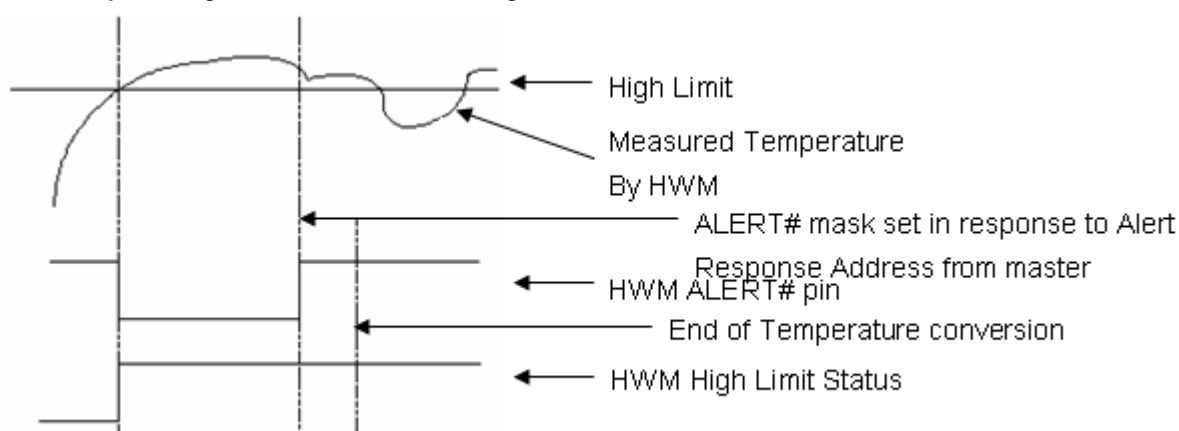 High Limit
Measured Temperature
By HWM
ALERT# mask set in response to Alert
Response Address from master
HWM ALERT# pin
End of Temperature conversion
HWM High Limit Status